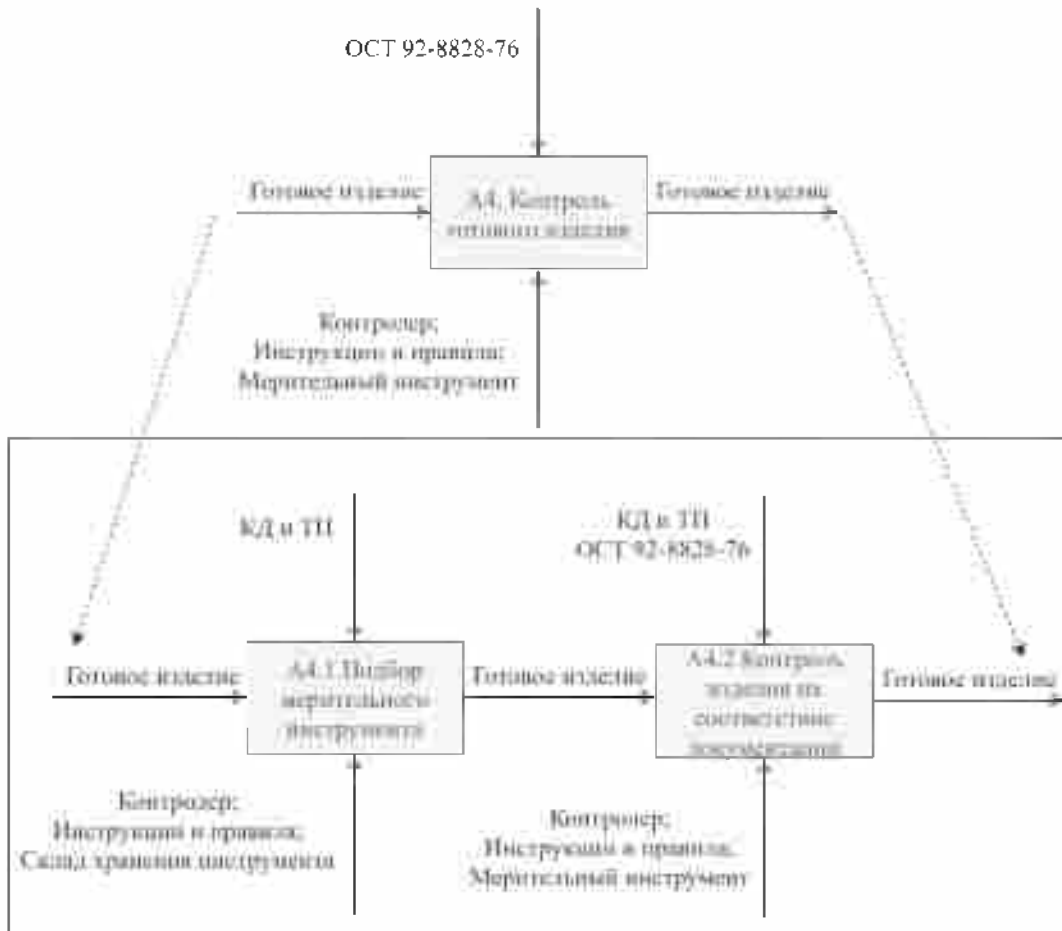 ОСТ 92-8828-76
Готовое изделие
А4. Контроль
готового изделия
Готовое изделие
Контролер;
Инструкции и правила;
Мерительный инструмент
КД и ТП
КД и ТП
ОСТ 92-8828-76
Готовое изделие
А4.1 Подбор
мерительного
инструмента
Готовое изделие
А4.2 Контроль
изделия на
соответствие
документации
Готовое изделие
Контролер;
Инструкции и правила;
Склад хранения инструмента
Контролер;
Инструкции и правила;
Мерительный инструмент